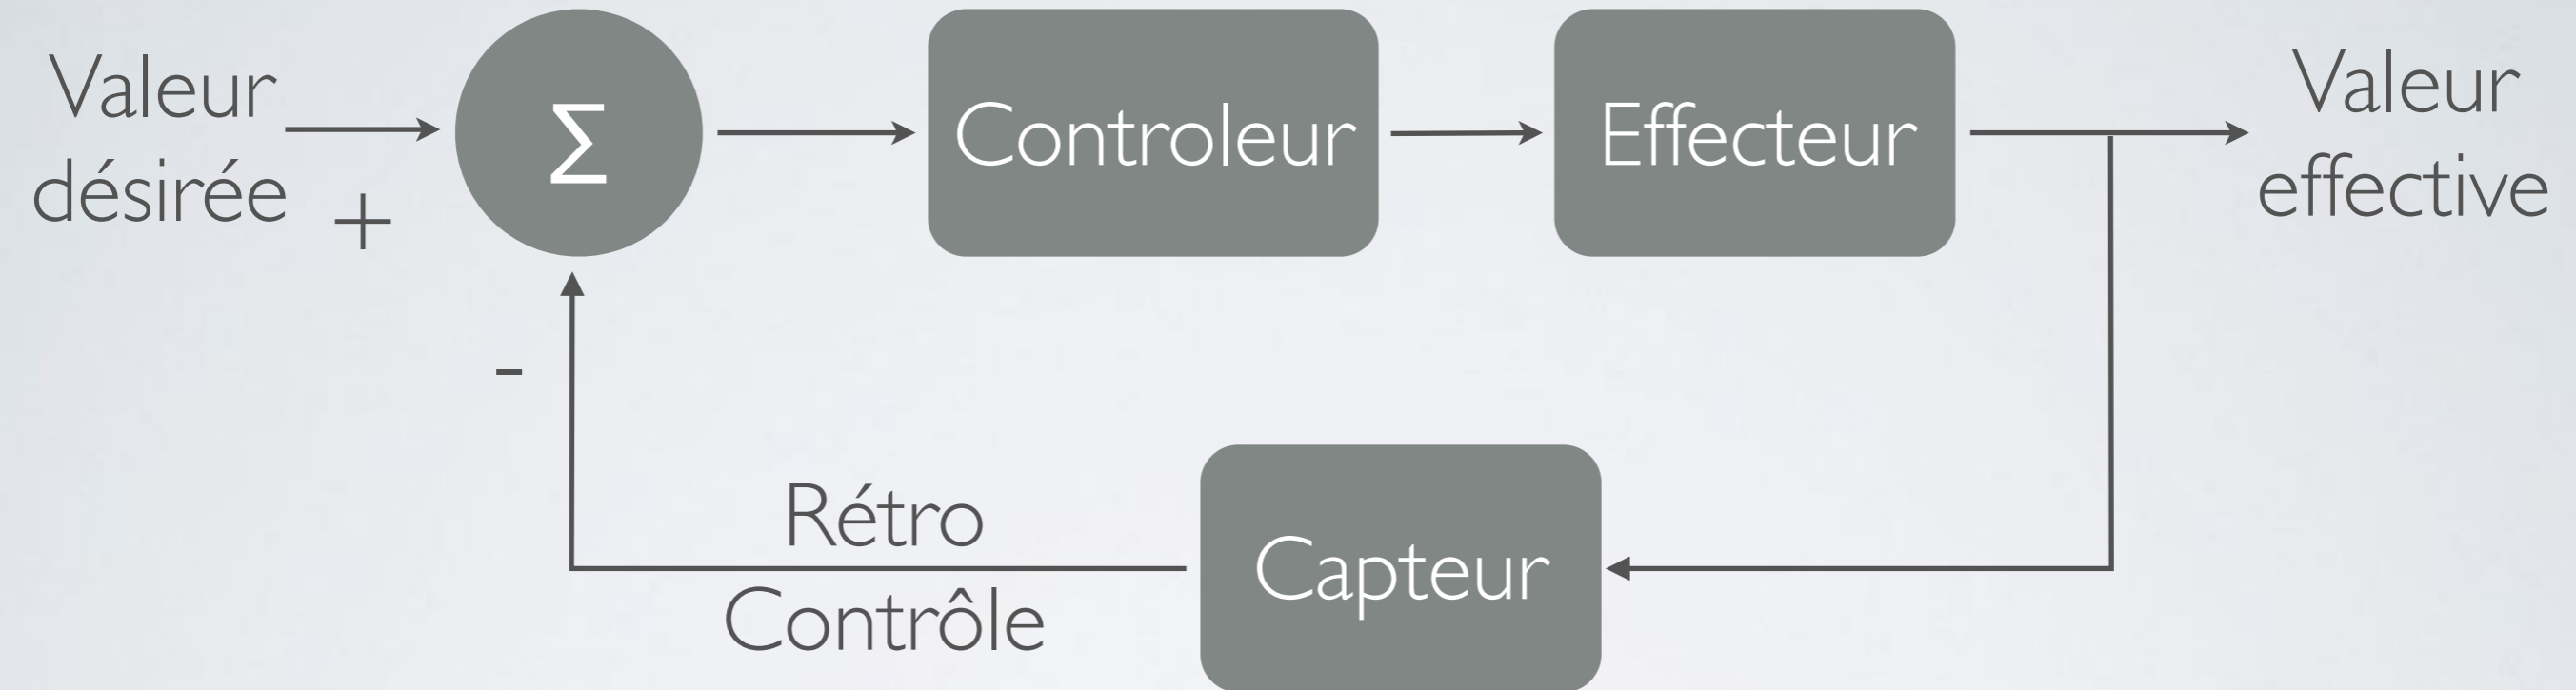 Valeur
désirée
+
Σ
Controleur
Effecteur
Valeur
effective
-
Rétro
Contrôle
Capteur